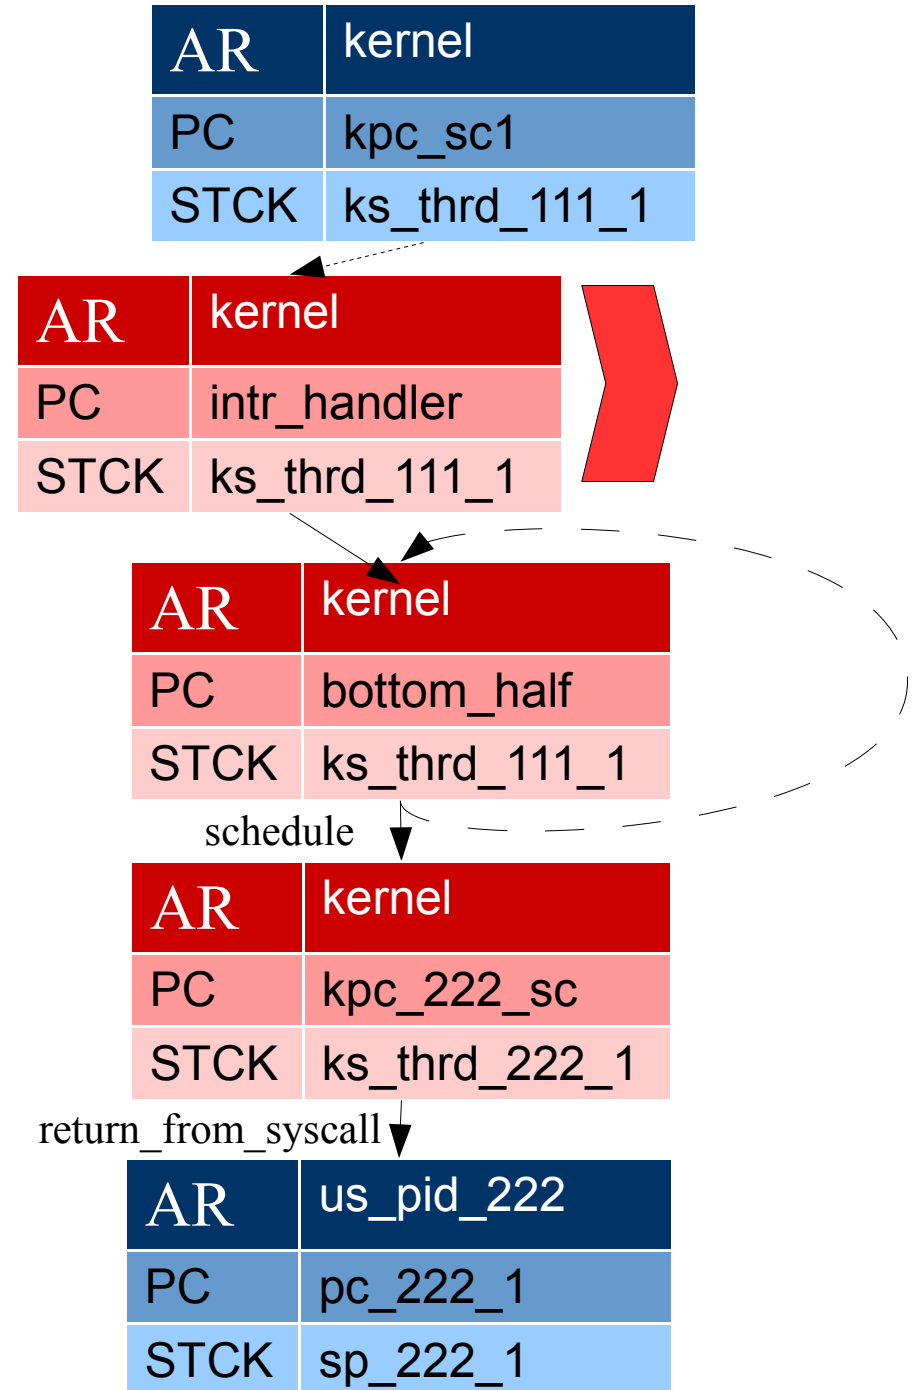 AR kernel
PC kpc_sc1
STCK ks_thrd_111_1
AR kernel
PC intr_handler
STCK ks_thrd_111_1
AR kernel
PC bottom_half
STCK ks_thrd_111_1
schedule
AR kernel
PC kpc_222_sc
STCK ks_thrd_222_1
return_from_syscall
AR us_pid_222
PC pc_222_1
STCK sp_222_1